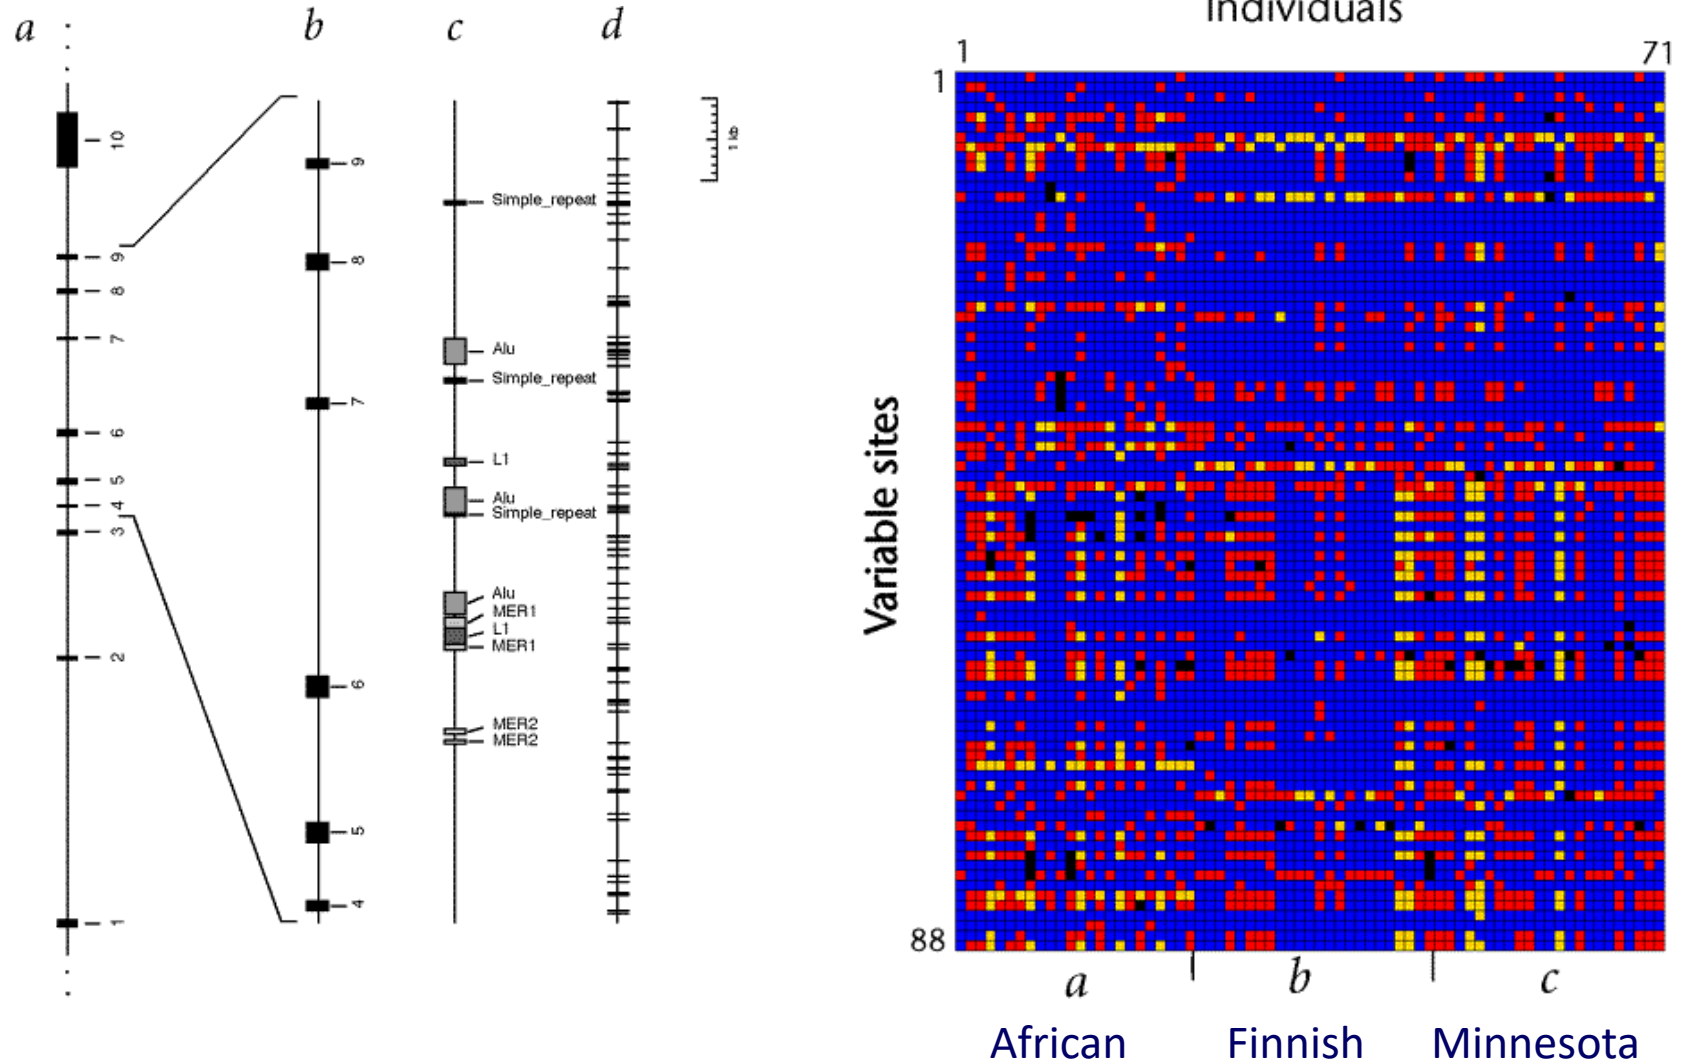 a
b
c
d
10
9
8
7
6
5
4
3
2
1
9
8
7
6
5
4
Simple_repeat
Alu
Simple_repeat
L1
Alu
Simple_repeat
Alu
MER1
L1
MER1
MER2
MER2
1 kb
Individuals
1
71
1
Variable sites
88
a
b
c
African
Finnish
Minnesota